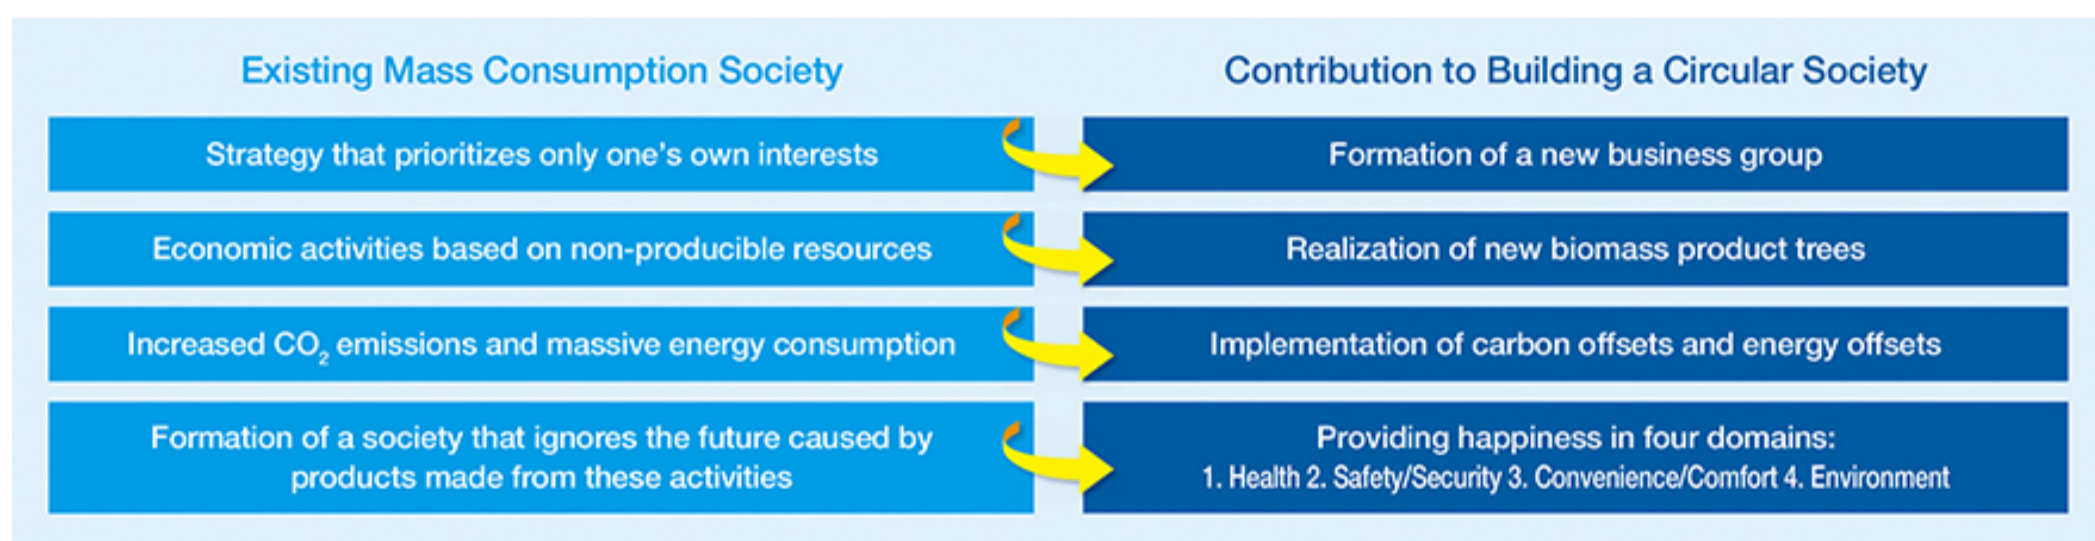 Existing Mass Consumption Society
Contribution to Building a Circular Society
Strategy that prioritizes only one's own interests
Formation of a new business group
Economic activities based on non-producible resources
Realization of new biomass product trees
Increased CO₂ emissions and massive energy consumption
Implementation of carbon offsets and energy offsets
Formation of a society that ignores the future caused by
products made from these activities
Providing happiness in four domains:
1. Health 2. Safety/Security 3. Convenience/Comfort 4. Environment